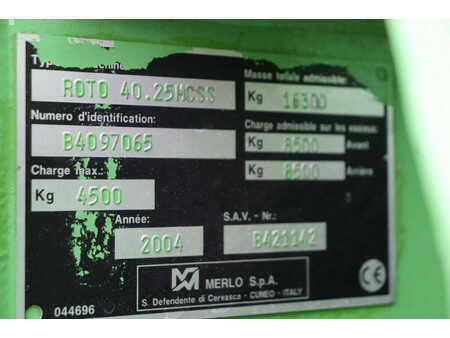 Type machine:
ROTO 40.25MCSS
Numero d'identification:
B4097065
Charge max.:
Kg 4500
Année:
2004
Masse totale admissible:
Kg 16300
Charge admissible sur les essieux:
Kg 8500 Avant
Kg 8500 Arrière
S.A.V. - Nr.:
B421142
MERLO S.p.A.
S. Defendente di Cervasca - CUNEO - ITALY
CE
044696